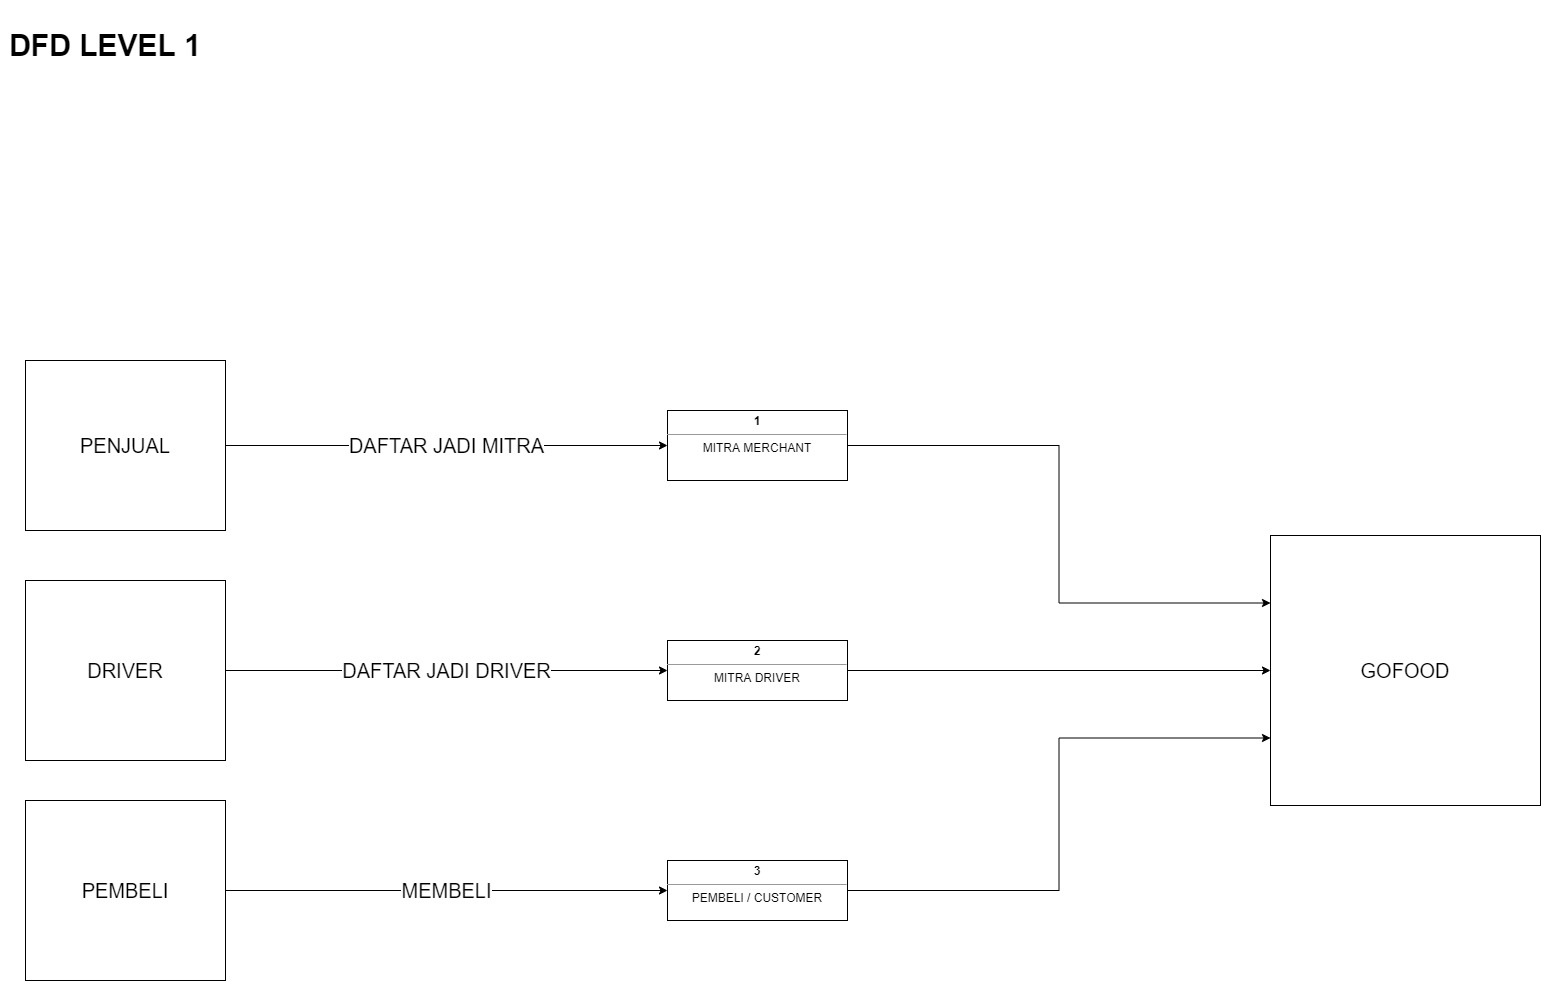 DFD LEVEL 1
PENJUAL
DAFTAR JADI MITRA
1
MITRA MERCHANT
DRIVER
DAFTAR JADI DRIVER
2
MITRA DRIVER
GOFOOD
PEMBELI
MEMBELI
3
PEMBELI / CUSTOMER